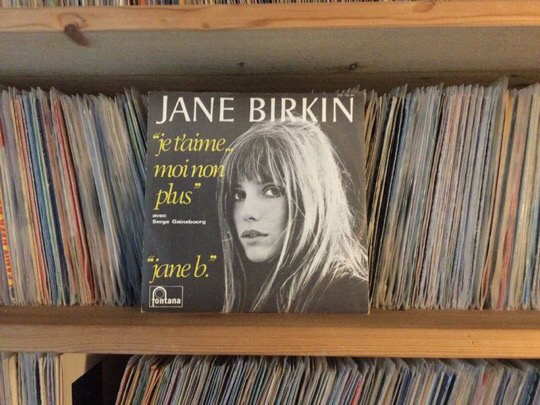 JANE BIRKIN
"je t'aime...
moi non
plus"
avec
Serge Gainsbourg
"jane b."
fontana